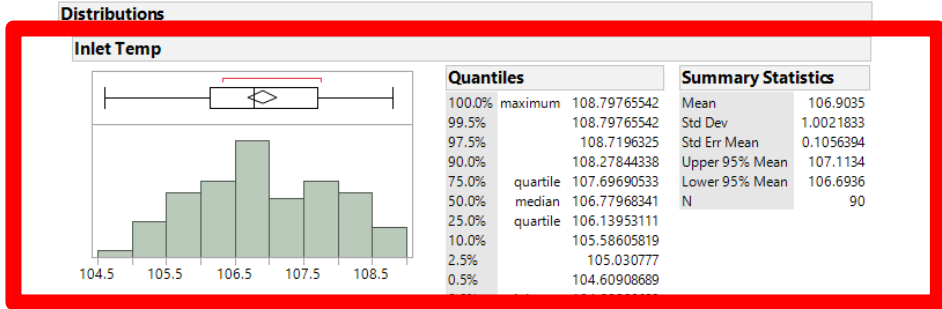 Distributions
Inlet Temp
104.5 105.5 106.5 107.5 108.5
Quantiles
100.0% maximum 108.79765542
99.5% 108.79765542
97.5% 108.7196325
90.0% 108.27844338
75.0% quartile 107.69690533
50.0% median 106.77968341
25.0% quartile 106.13953111
10.0% 105.58605819
2.5% 105.030777
0.5% 104.60908689
Summary Statistics
Mean 106.9035
Std Dev 1.0021833
Std Err Mean 0.1056394
Upper 95% Mean 107.1134
Lower 95% Mean 106.6936
N 90